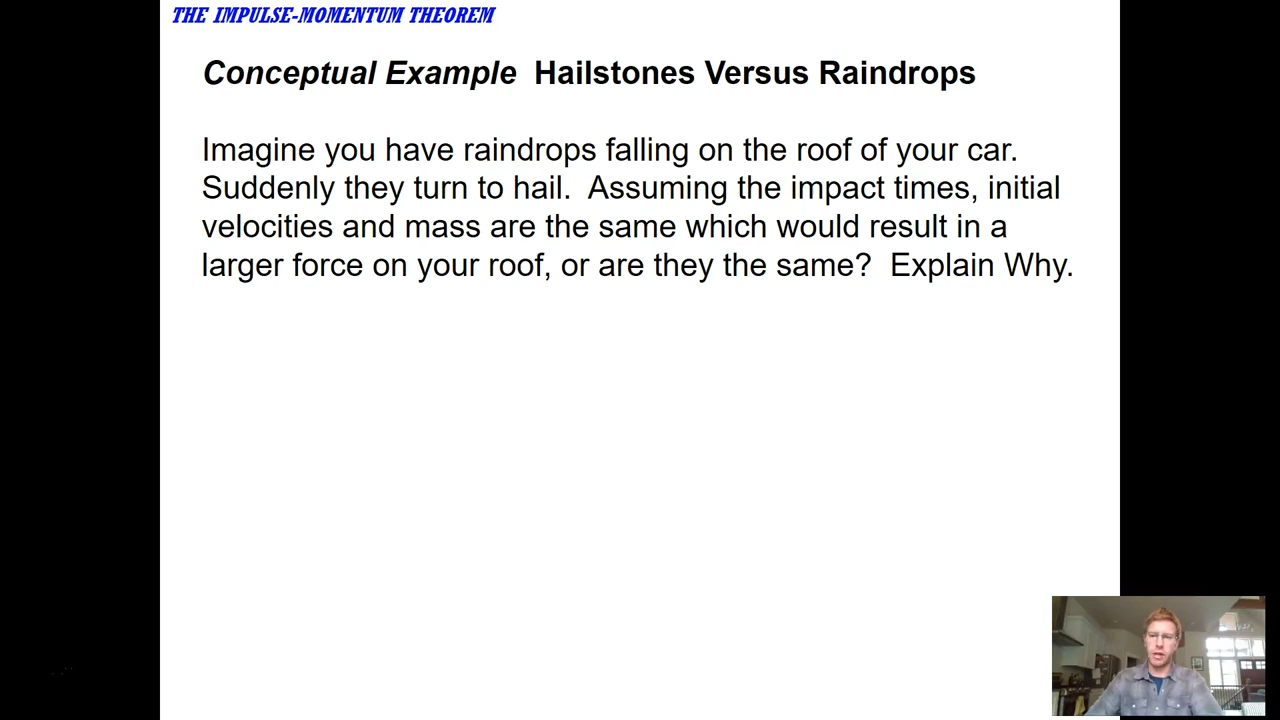 THE IMPULSE-MOMENTUM THEOREM
Conceptual Example Hailstones Versus Raindrops
Imagine you have raindrops falling on the roof of your car.
Suddenly they turn to hail. Assuming the impact times, initial
velocities and mass are the same which would result in a
larger force on your roof, or are they the same? Explain Why.